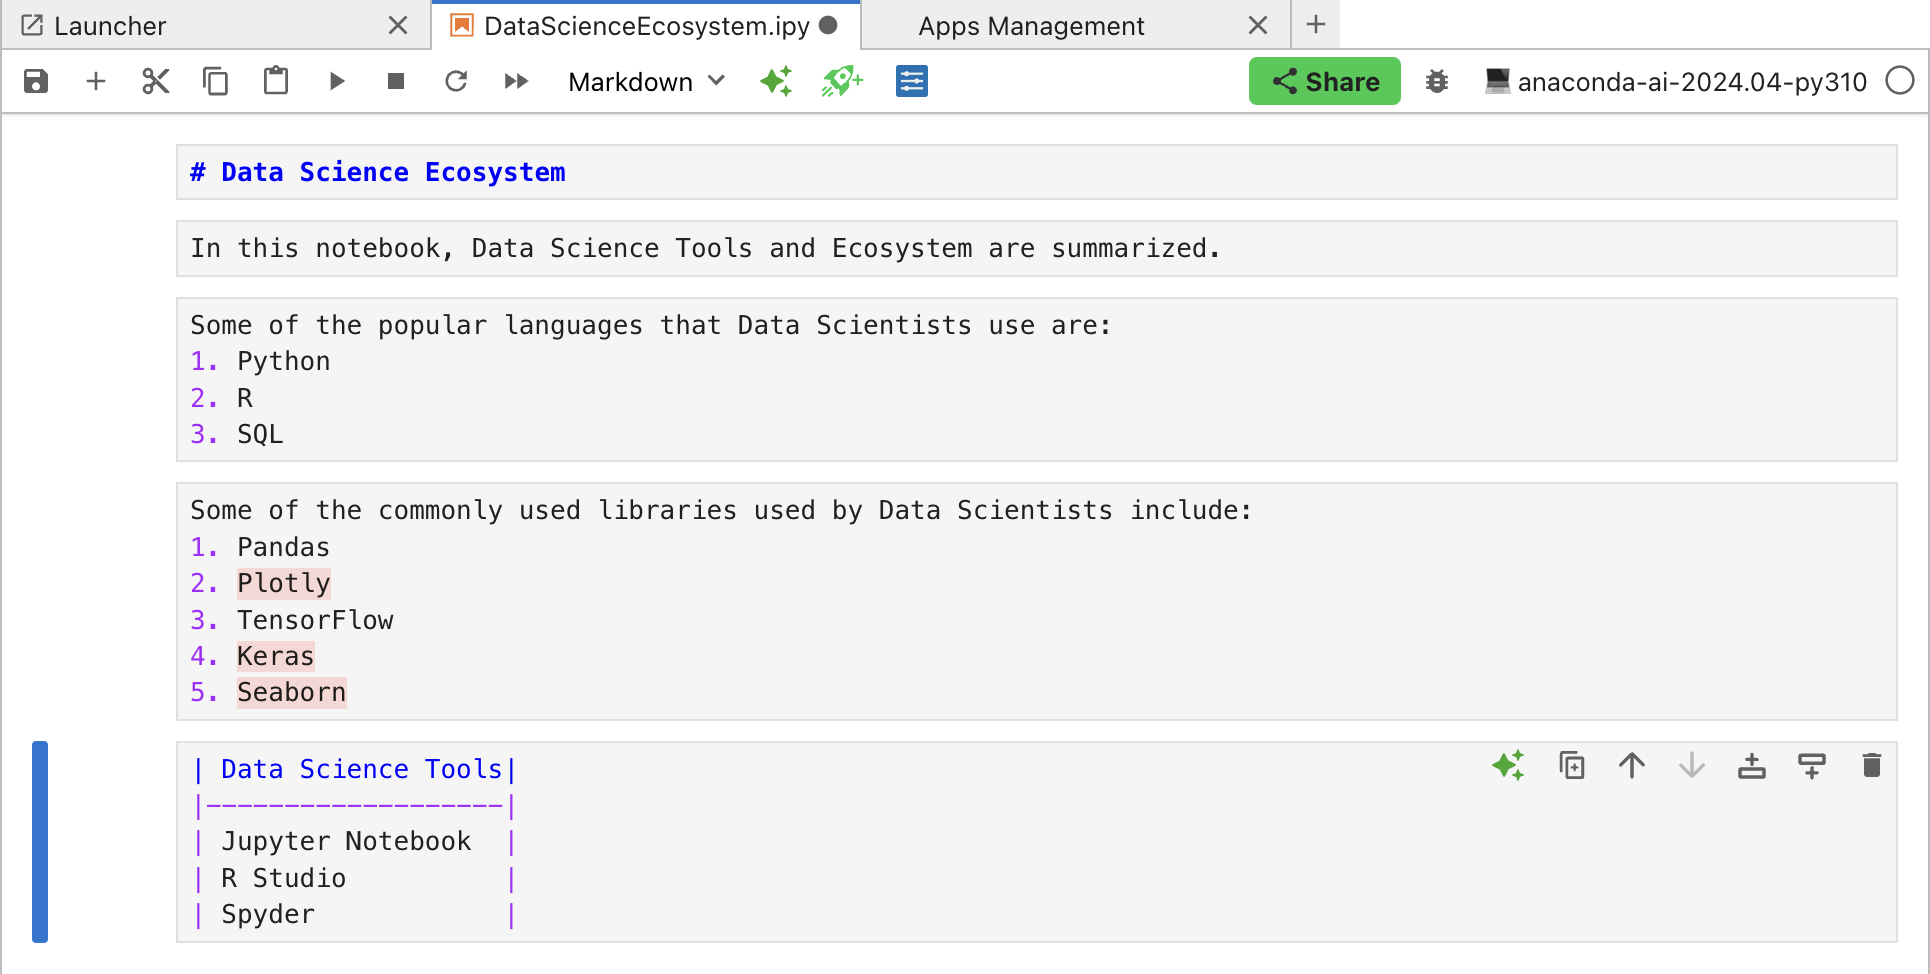 Launcher
DataScienceEcosystem.ipy
Apps Management
Markdown
Share
anaconda-ai-2024.04-py310
# Data Science Ecosystem
In this notebook, Data Science Tools and Ecosystem are summarized.
Some of the popular languages that Data Scientists use are:
1. Python
2. R
3. SQL
Some of the commonly used libraries used by Data Scientists include:
1. Pandas
2. Plotly
3. TensorFlow
4. Keras
5. Seaborn
| Data Science Tools|
|-------------------|
| Jupyter Notebook  |
| R Studio          |
| Spyder            |